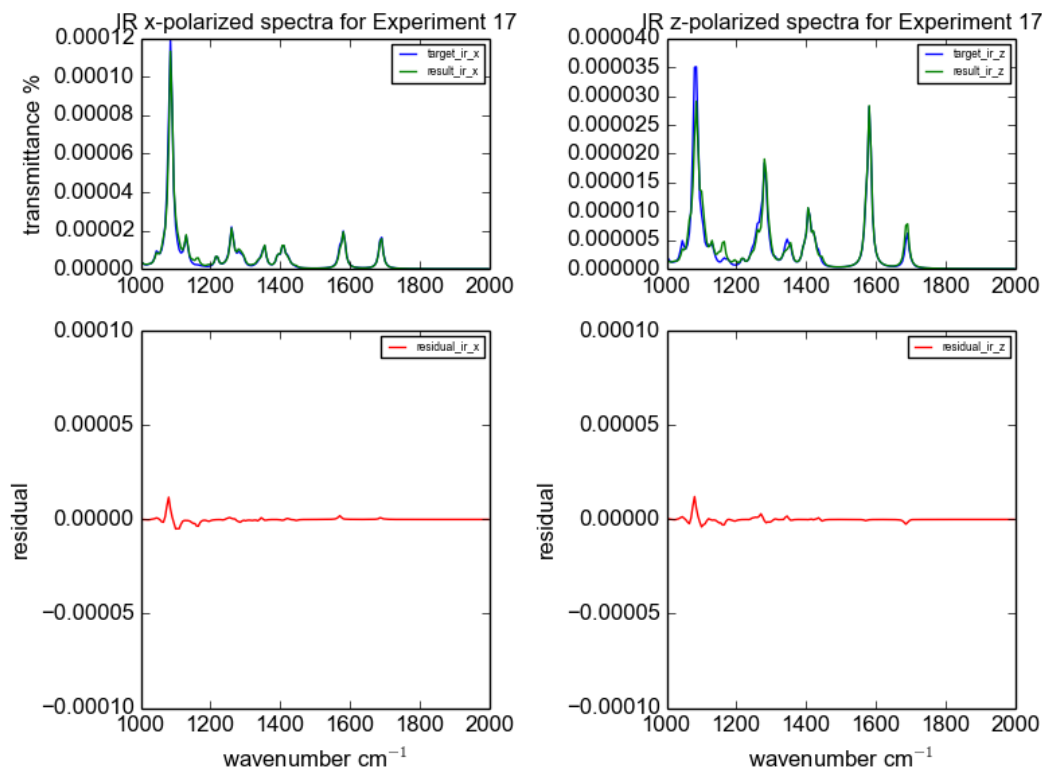 IR x-polarized spectra for Experiment 17
IR z-polarized spectra for Experiment 17
0.00012
0.00010
0.00008
0.00006
0.00004
0.00002
0.00000
transmittance %
target_ir_x
result_ir_x
1000 1200 1400 1600 1800 2000
0.000040
0.000035
0.000030
0.000025
0.000020
0.000015
0.000010
0.000005
0.000000
target_ir_z
result_ir_z
1000 1200 1400 1600 1800 2000
0.00010
0.00005
0.00000
−0.00005
−0.00010
residual
residual_ir_x
1000 1200 1400 1600 1800 2000
wavenumber cm⁻¹
0.00010
0.00005
0.00000
−0.00005
−0.00010
residual
residual_ir_z
1000 1200 1400 1600 1800 2000
wavenumber cm⁻¹